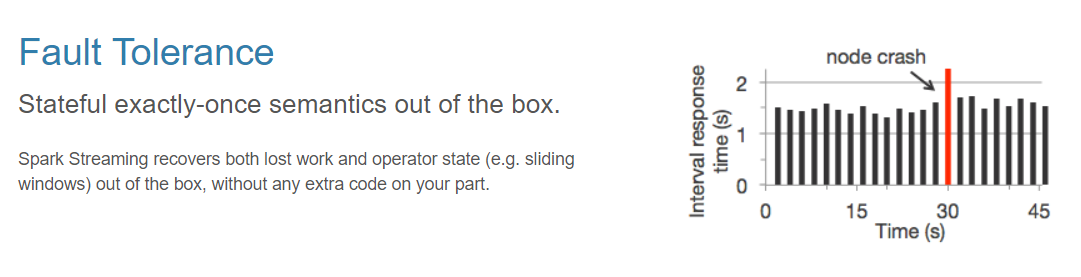 Fault Tolerance
Stateful exactly-once semantics out of the box.
Spark Streaming recovers both lost work and operator state (e.g. sliding
windows) out of the box, without any extra code on your part.
node crash
Interval response
time (s)
2
1
0
0 15 30 45
Time (s)